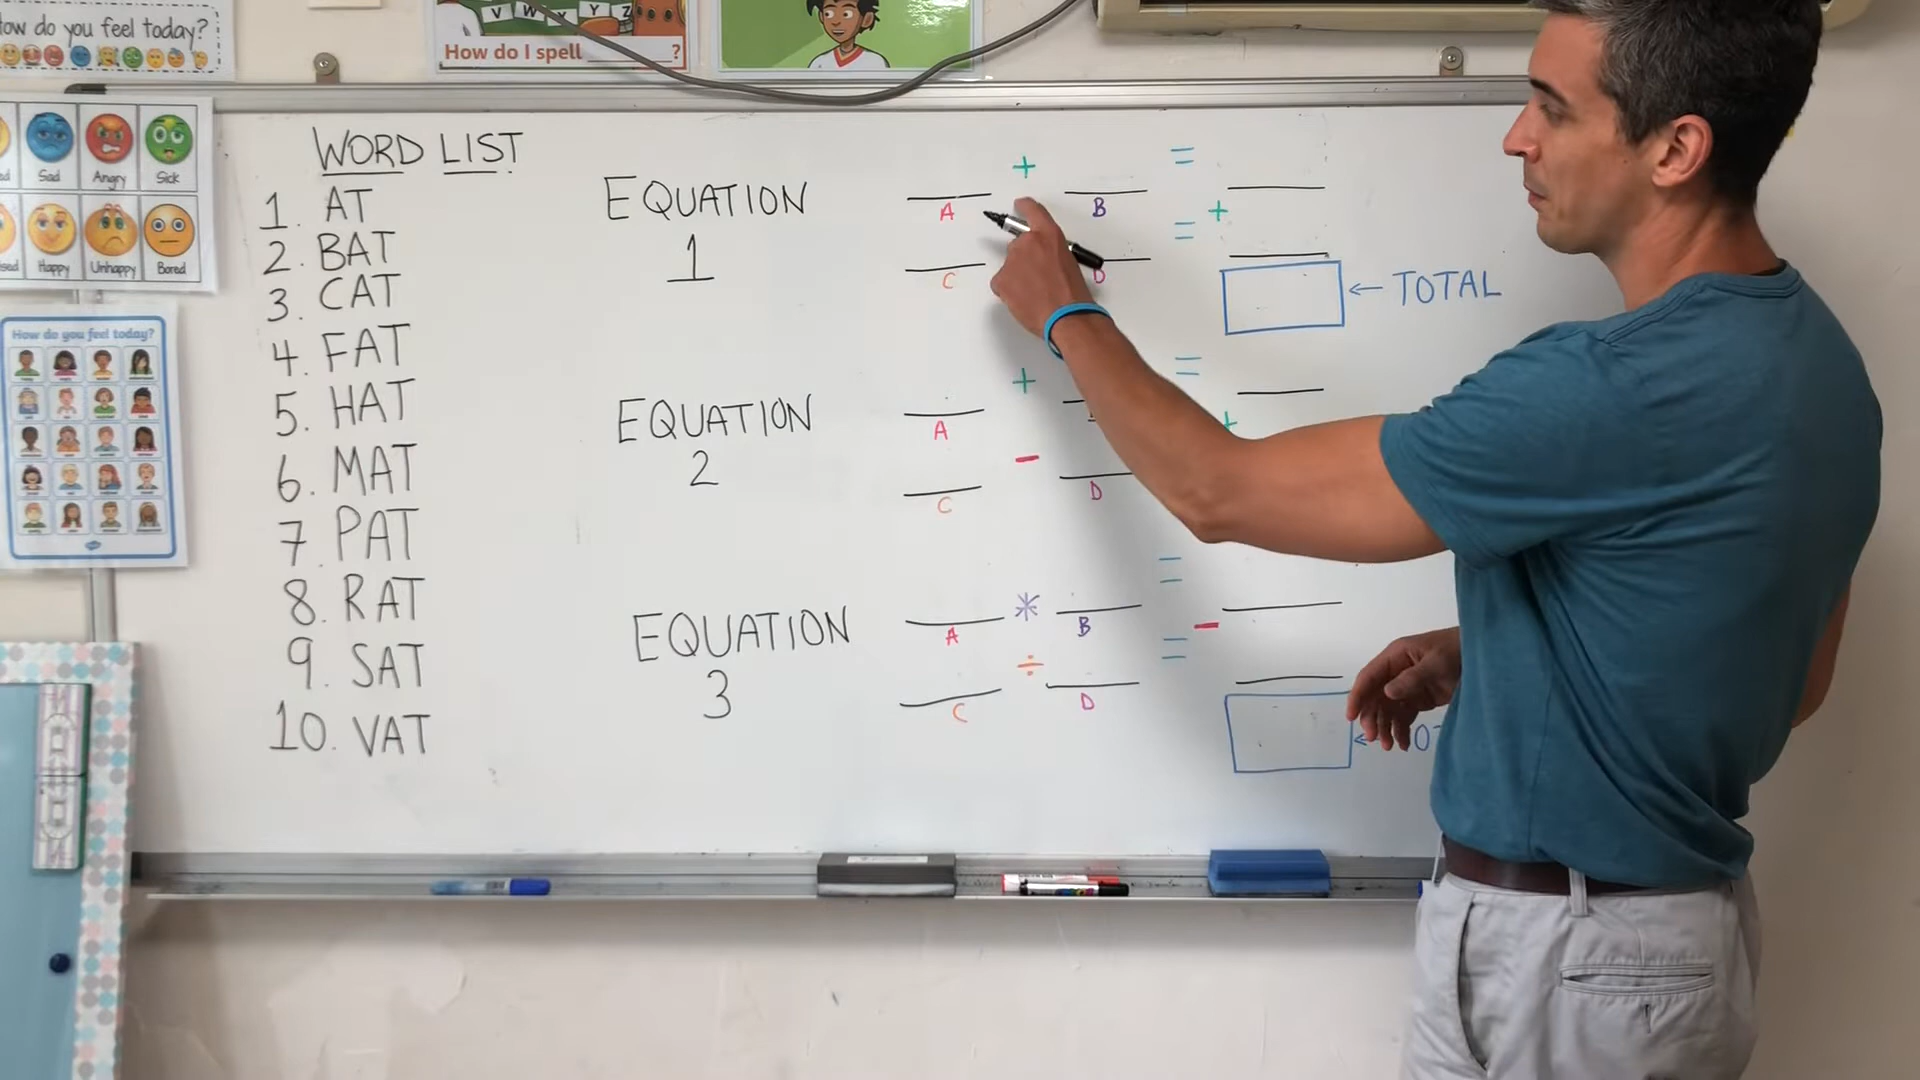 How do you feel today?
V W X Y Z
How do I spell ______?
Sad
Angry
Sick
Happy
Unhappy
Bored
How do you feel today?
WORD LIST
1. AT
2. BAT
3. CAT
4. FAT
5. HAT
6. MAT
7. PAT
8. RAT
9. SAT
10. VAT
EQUATION
1
+ =
A B +
=
C D
← TOTAL
EQUATION
2
+ =
A +
-
C D
EQUATION
3
* =
A B -
÷ =
C D